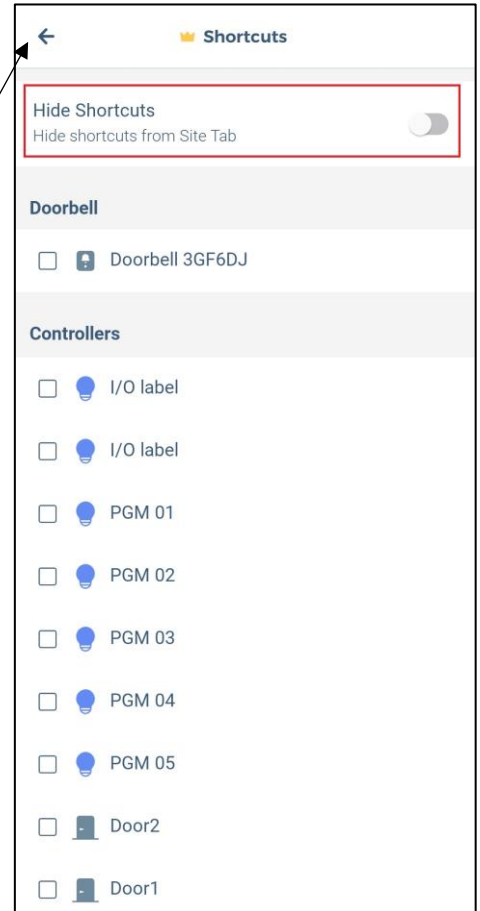 Shortcuts
Hide Shortcuts
Hide shortcuts from Site Tab
Doorbell
Doorbell 3GF6DJ
Controllers
I/O label
I/O label
PGM 01
PGM 02
PGM 03
PGM 04
PGM 05
Door2
Door1